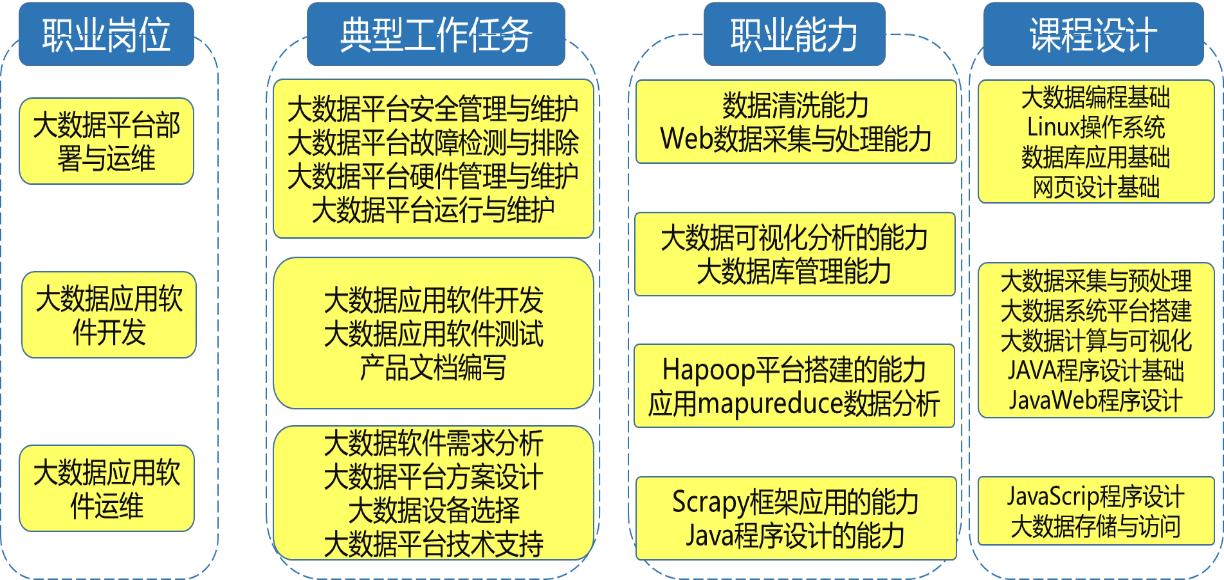 职业岗位
大数据平台部
署与运维
大数据应用软
件开发
大数据应用软
件运维
典型工作任务
大数据平台安全管理与维护
大数据平台故障检测与排除
大数据平台硬件管理与维护
大数据平台运行与维护
大数据应用软件开发
大数据应用软件测试
产品文档编写
大数据软件需求分析
大数据平台方案设计
大数据设备选择
大数据平台技术支持
职业能力
数据清洗能力
Web数据采集与处理能力
大数据可视化分析的能力
大数据库管理能力
Hapoop平台搭建的能力
应用mapureduce数据分析
Scrapy框架应用的能力
Java程序设计的能力
课程设计
大数据编程基础
Linux操作系统
数据库应用基础
网页设计基础
大数据采集与预处理
大数据系统平台搭建
大数据计算与可视化
JAVA程序设计基础
JavaWeb程序设计
JavaScrip程序设计
大数据存储与访问